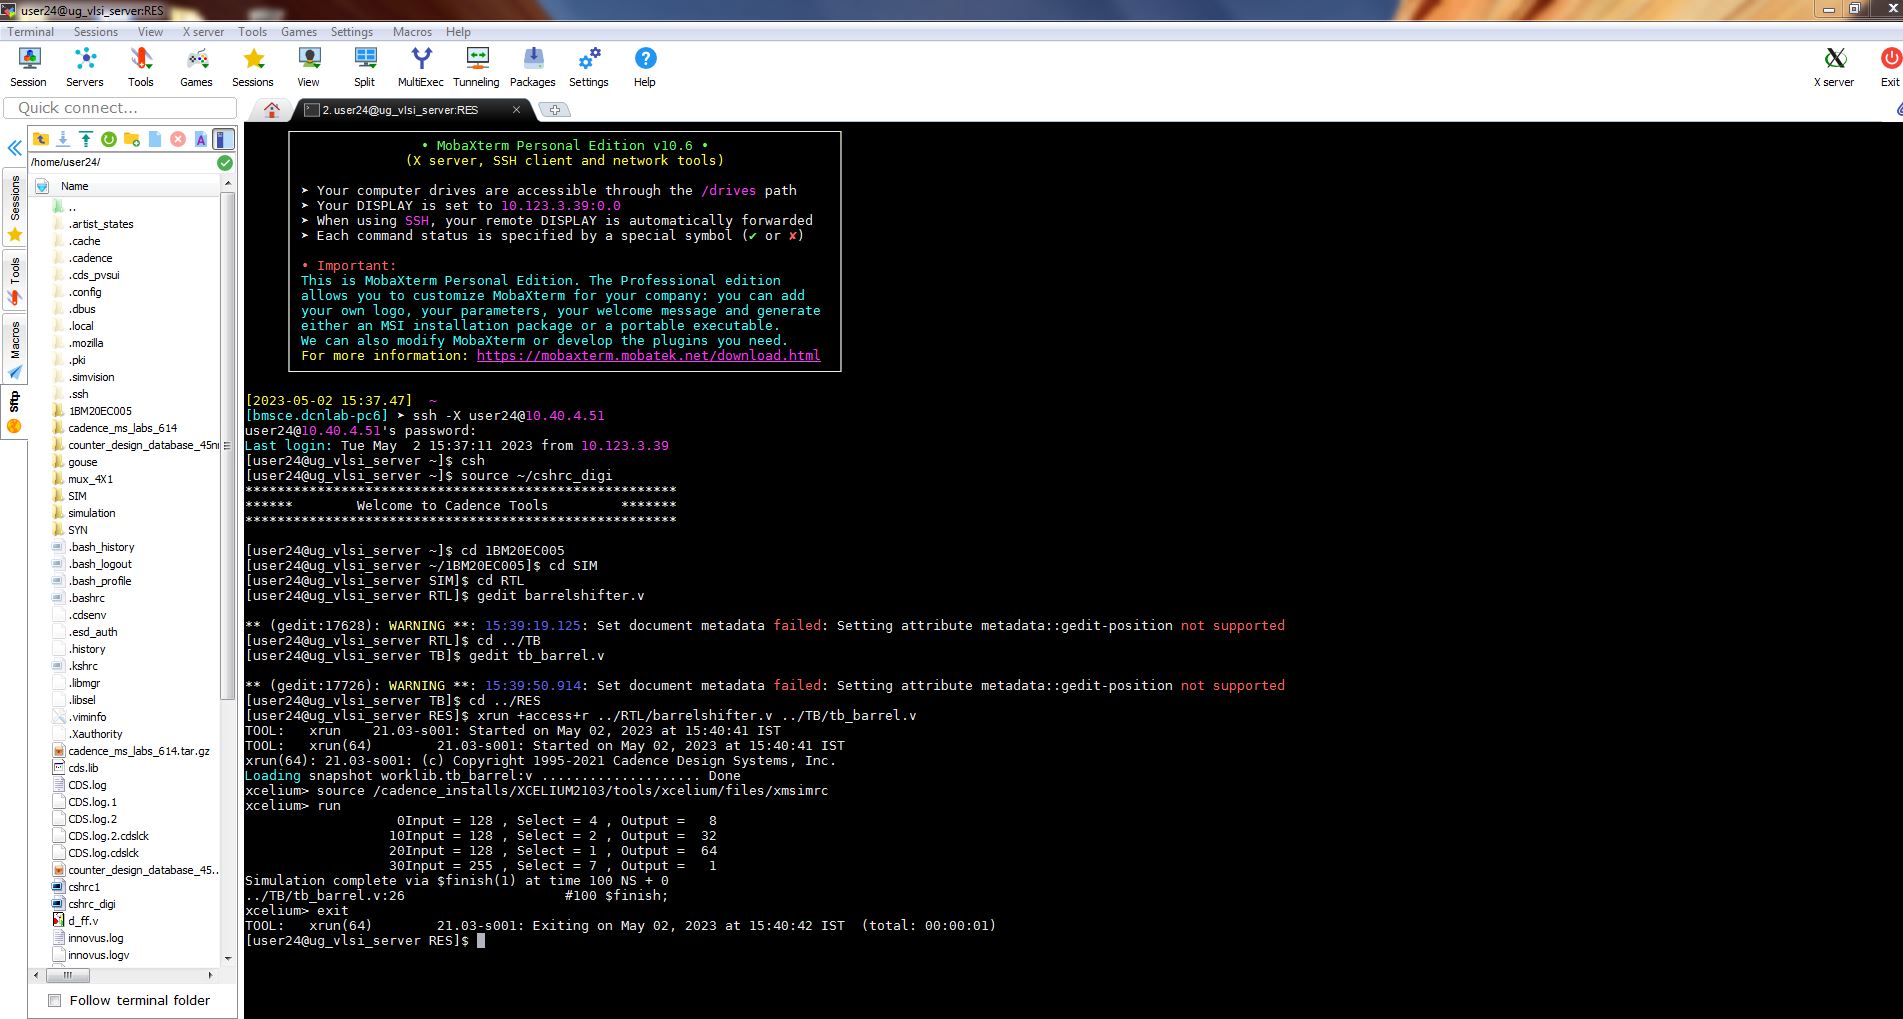 user24@ug_vlsi_server:RES
Terminal Sessions View X server Tools Games Settings Macros Help
Session Servers Tools Games Sessions View Split MultiExec Tunneling Packages Settings Help X server Exit
Quick connect...
2. user24@ug_vlsi_server:RES
/home/user24/
Name
..
.artist_states
.cache
.cadence
.cds_pvsui
.config
.dbus
.local
.mozilla
.pki
.simvision
.ssh
1BM20EC005
cadence_ms_labs_614
counter_design_database_45nm
gouse
mux_4X1
SIM
simulation
SYN
.bash_history
.bash_logout
.bash_profile
.bashrc
.cdsenv
.esd_auth
.history
.kshrc
.libmgr
.libsel
.viminfo
.Xauthority
cadence_ms_labs_614.tar.gz
cds.lib
CDS.log
CDS.log.1
CDS.log.2
CDS.log.2.cdslck
CDS.log.cdslck
counter_design_database_45...
cshrc1
cshrc_digi
d_ff.v
innovus.log
innovus.logv
Follow terminal folder
Sessions
Tools
Macros
Sftp
• MobaXterm Personal Edition v10.6 •
(X server, SSH client and network tools)
➤ Your computer drives are accessible through the /drives path
➤ Your DISPLAY is set to 10.123.3.39:0.0
➤ When using SSH, your remote DISPLAY is automatically forwarded
➤ Each command status is specified by a special symbol (✔ or ✘)
• Important:
This is MobaXterm Personal Edition. The Professional edition
allows you to customize MobaXterm for your company: you can add
your own logo, your parameters, your welcome message and generate
either an MSI installation package or a portable executable.
We can also modify MobaXterm or develop the plugins you need.
For more information: https://mobaxterm.mobatek.net/download.html
[2023-05-02 15:37.47] ~
[bmsce.dcnlab-pc6] ➤ ssh -X user24@10.40.4.51
user24@10.40.4.51's password:
Last login: Tue May  2 15:37:11 2023 from 10.123.3.39
[user24@ug_vlsi_server ~]$ csh
[user24@ug_vlsi_server ~]$ source ~/cshrc_digi
******************************************************
****** Welcome to Cadence Tools *******
******************************************************
[user24@ug_vlsi_server ~]$ cd 1BM20EC005
[user24@ug_vlsi_server ~/1BM20EC005]$ cd SIM
[user24@ug_vlsi_server SIM]$ cd RTL
[user24@ug_vlsi_server RTL]$ gedit barrelshifter.v
** (gedit:17628): WARNING **: 15:39:19.125: Set document metadata failed: Setting attribute metadata::gedit-position not supported
[user24@ug_vlsi_server RTL]$ cd ../TB
[user24@ug_vlsi_server TB]$ gedit tb_barrel.v
** (gedit:17726): WARNING **: 15:39:50.914: Set document metadata failed: Setting attribute metadata::gedit-position not supported
[user24@ug_vlsi_server TB]$ cd ../RES
[user24@ug_vlsi_server RES]$ xrun +access+r ../RTL/barrelshifter.v ../TB/tb_barrel.v
TOOL: xrun 21.03-s001: Started on May 02, 2023 at 15:40:41 IST
TOOL: xrun(64) 21.03-s001: Started on May 02, 2023 at 15:40:41 IST
xrun(64): 21.03-s001: (c) Copyright 1995-2021 Cadence Design Systems, Inc.
Loading snapshot worklib.tb_barrel:v .................... Done
xcelium> source /cadence_installs/XCELIUM2103/tools/xcelium/files/xmsimrc
xcelium> run
0Input = 128 , Select = 4 , Output =   8
10Input = 128 , Select = 2 , Output =  32
20Input = 128 , Select = 1 , Output =  64
30Input = 255 , Select = 7 , Output =   1
Simulation complete via $finish(1) at time 100 NS + 0
../TB/tb_barrel.v:26 #100 $finish;
xcelium> exit
TOOL: xrun(64) 21.03-s001: Exiting on May 02, 2023 at 15:40:42 IST  (total: 00:00:01)
[user24@ug_vlsi_server RES]$